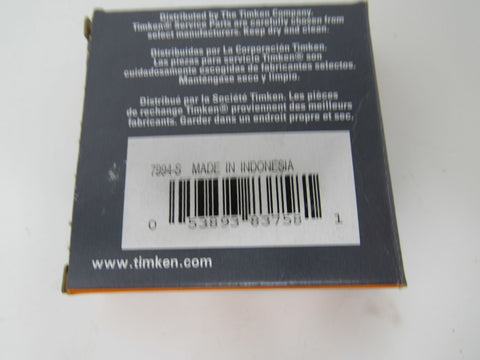 Distributed by The Timken Company.
Timken® Service Parts are carefully chosen from
select manufacturers. Keep dry and clean.
Distribuidas por La Corporación Timken.
Las piezas para servicio Timken® son
cuidadosamente escogidas de fabricantes selectos.
Manténgase seco y limpio.
Distribué par la Société Timken. Les pièces
de rechange Timken® proviennent des meilleurs
fabricants. Garder dans un endroit propre et sec.
7994-S MADE IN INDONESIA
0 53893 83758 1
www.timken.com